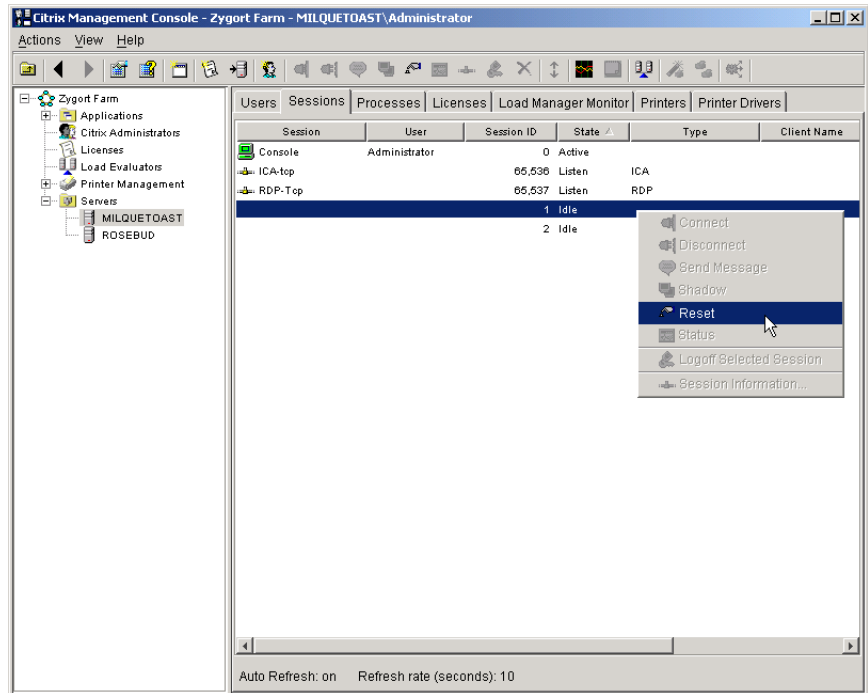 Citrix Management Console - Zygort Farm - MILQUETOAST\Administrator
Actions View Help
Zygort Farm
Applications
Citrix Administrators
Licenses
Load Evaluators
Printer Management
Servers
MILQUETOAST
ROSEBUD
Users Sessions Processes Licenses Load Manager Monitor Printers Printer Drivers
Session User Session ID State Type Client Name
Console Administrator 0 Active
ICA-tcp 65,536 Listen ICA
RDP-Tcp 65,537 Listen RDP
1 Idle
2 Idle
Connect
Disconnect
Send Message
Shadow
Reset
Status
Logoff Selected Session
Session Information...
Auto Refresh: on Refresh rate (seconds): 10